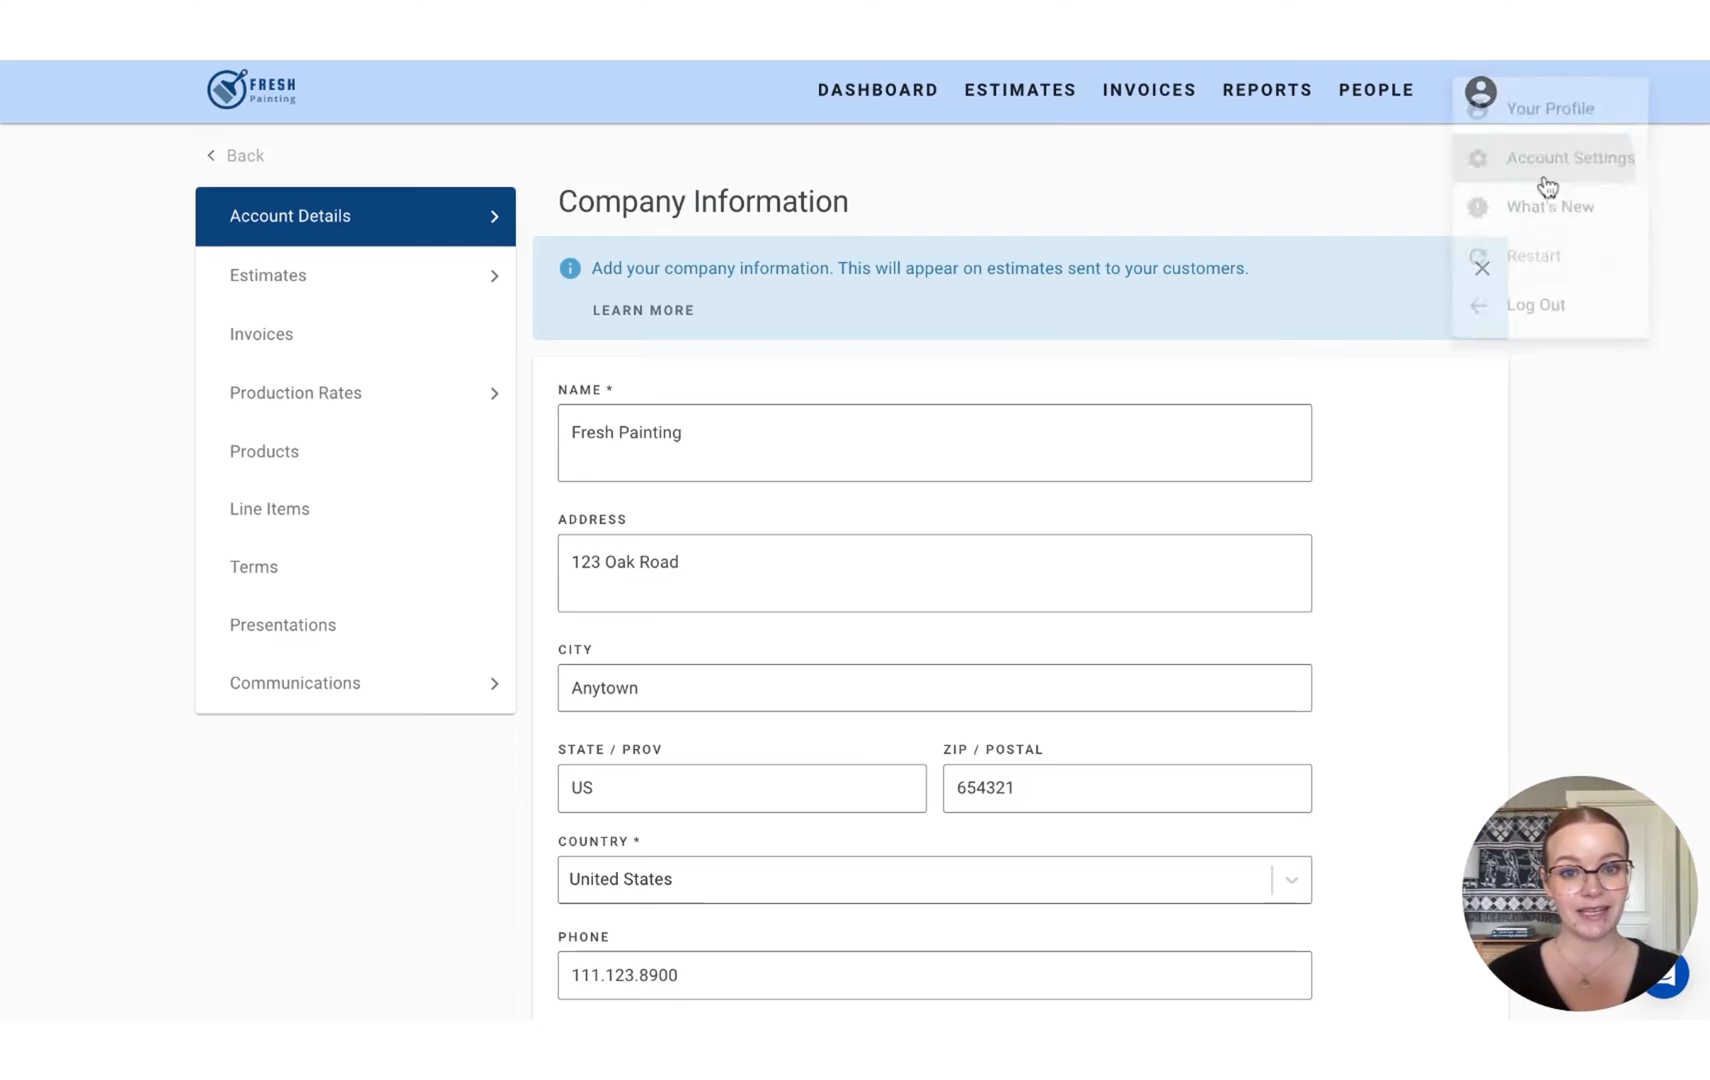 FRESH
Painting
DASHBOARD
ESTIMATES
INVOICES
REPORTS
PEOPLE
Your Profile
Account Settings
What's New
Restart
Log Out
Back
Account Details
Estimates
Invoices
Production Rates
Products
Line Items
Terms
Presentations
Communications
Company Information
Add your company information. This will appear on estimates sent to your customers.
LEARN MORE
NAME *
Fresh Painting
ADDRESS
123 Oak Road
CITY
Anytown
STATE / PROV
US
ZIP / POSTAL
654321
COUNTRY *
United States
PHONE
111.123.8900